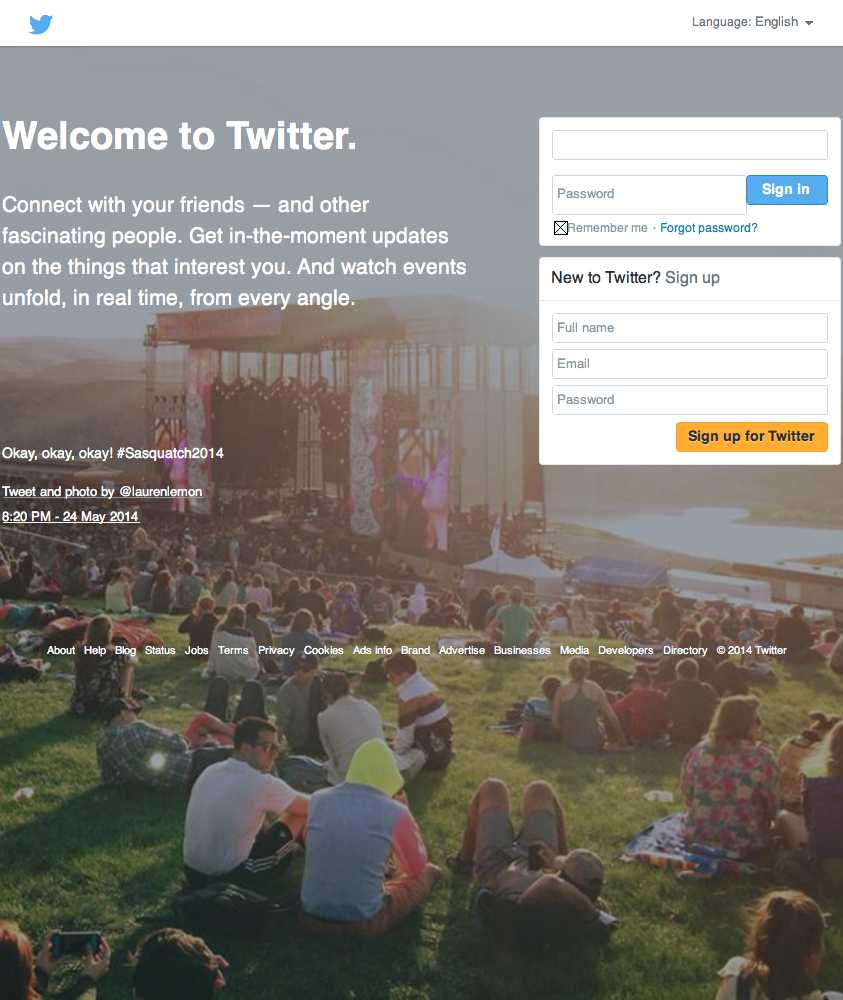 Language: English
Welcome to Twitter.
Connect with your friends — and other
fascinating people. Get in-the-moment updates
on the things that interest you. And watch events
unfold, in real time, from every angle.
Password
Sign in
Remember me · Forgot password?
New to Twitter? Sign up
Full name
Email
Password
Sign up for Twitter
Okay, okay, okay! #Sasquatch2014
Tweet and photo by @laurenlemon
8:20 PM - 24 May 2014
About Help Blog Status Jobs Terms Privacy Cookies Ads info Brand Advertise Businesses Media Developers Directory © 2014 Twitter